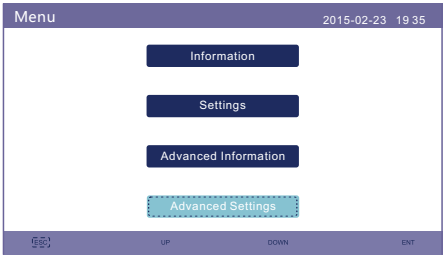 Menu 2015-02-23 19 35
Information
Settings
Advanced Information
Advanced Settings
ESC UP DOWN ENT